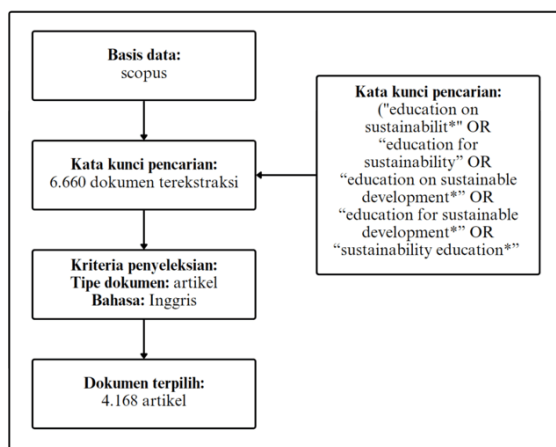 Basis data:
scopus
Kata kunci pencarian:
6.660 dokumen terekstraksi
Kata kunci pencarian:
("education on
sustainabilit*" OR
“education for
sustainability” OR
“education on sustainable
development*” OR
“education for sustainable
development*” OR
“sustainability education*”
Kriteria penyeleksian:
Tipe dokumen: artikel
Bahasa: Inggris
Dokumen terpilih:
4.168 artikel